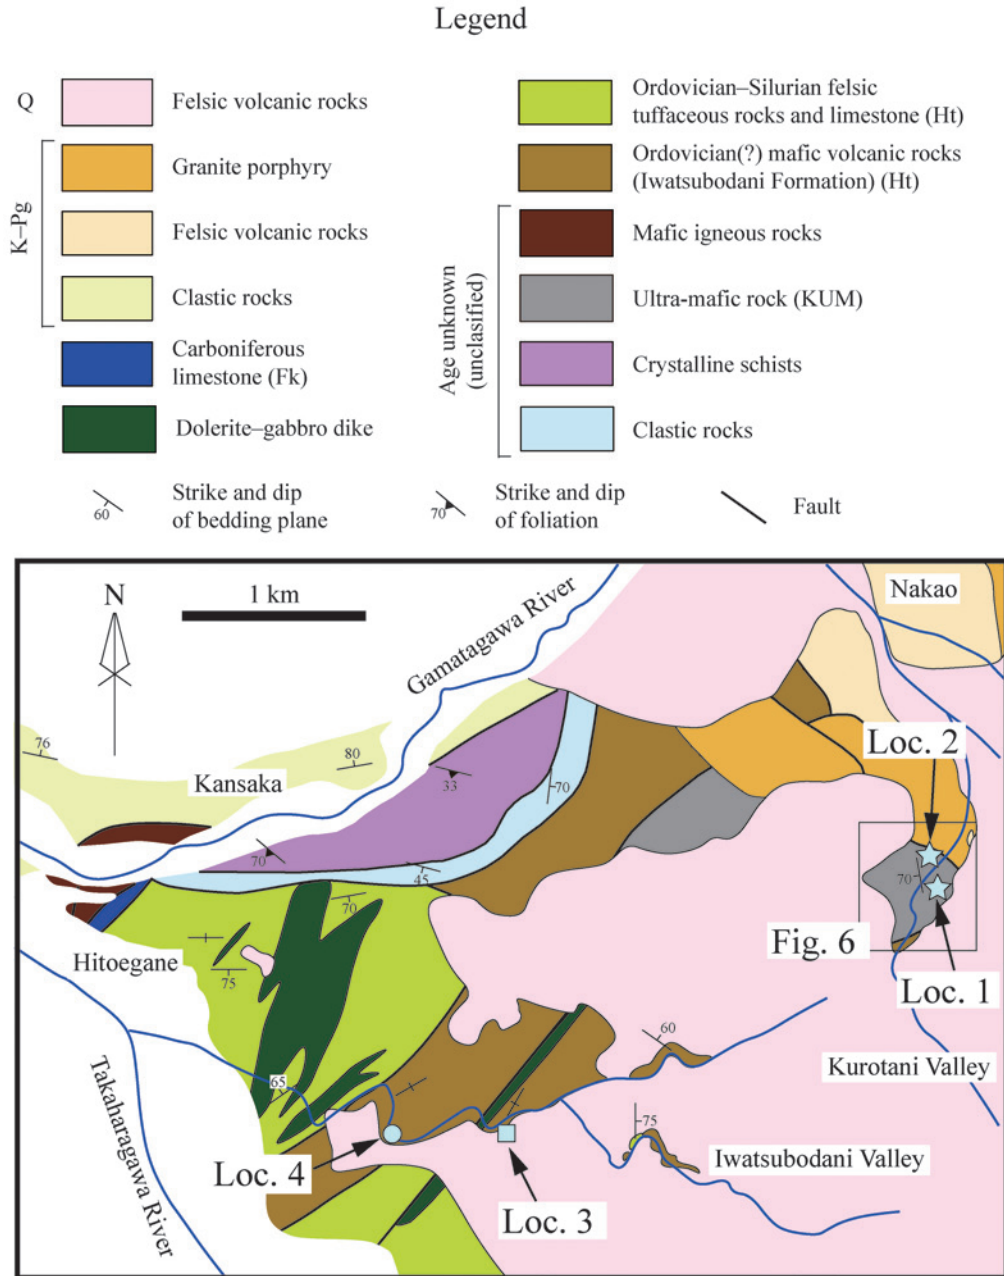 Legend
Q
Felsic volcanic rocks
K–Pg
Granite porphyry
Felsic volcanic rocks
Clastic rocks
Carboniferous
limestone (Fk)
Dolerite–gabbro dike
Ordovician–Silurian felsic
tuffaceous rocks and limestone (Ht)
Ordovician(?) mafic volcanic rocks
(Iwatsubodani Formation) (Ht)
Age unknown
(unclassified)
Mafic igneous rocks
Ultra-mafic rock (KUM)
Crystalline schists
Clastic rocks
60
Strike and dip
of bedding plane
70
Strike and dip
of foliation
Fault
N
1 km
Gamatagawa River
Nakao
76
80
Kansaka
Loc. 2
33
70
70
45
70
70
Fig. 6
Hitoegane
75
Loc. 1
60
65
Kurotani Valley
Takaharagawa River
75
Iwatsubodani Valley
Loc. 4
Loc. 3